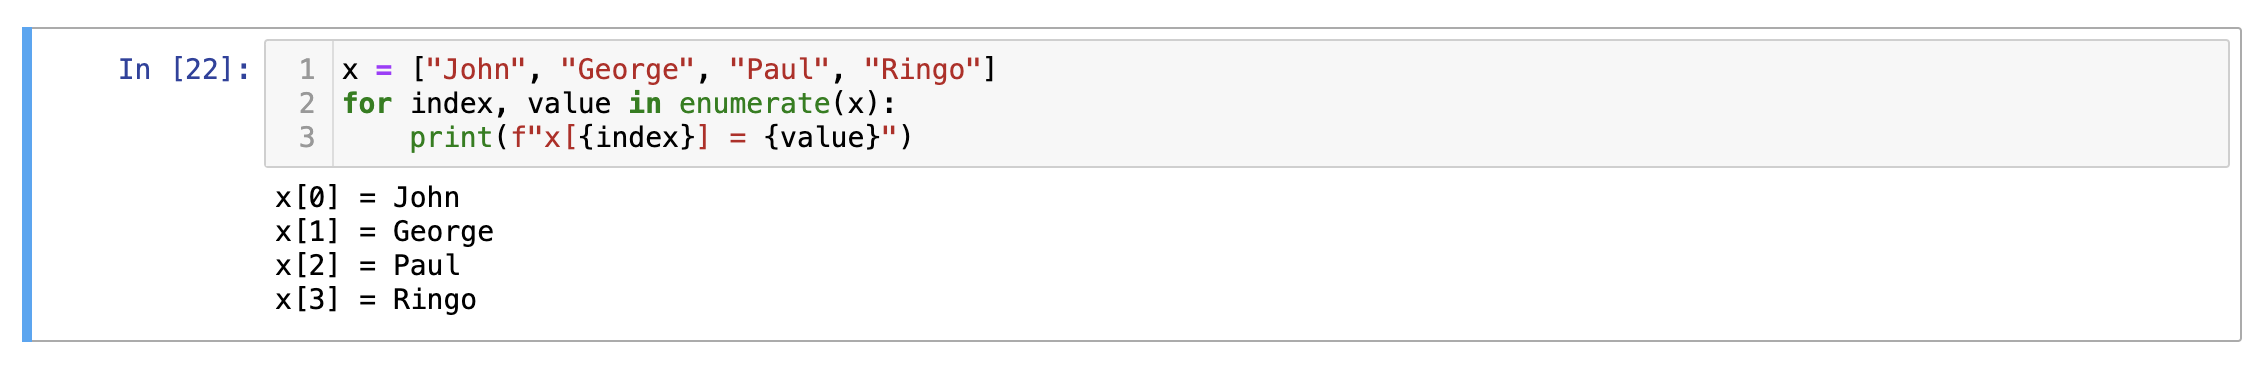 In [22]:
1 x = ["John", "George", "Paul", "Ringo"]
2 for index, value in enumerate(x):
3     print(f"x[{index}] = {value}")
x[0] = John
x[1] = George
x[2] = Paul
x[3] = Ringo